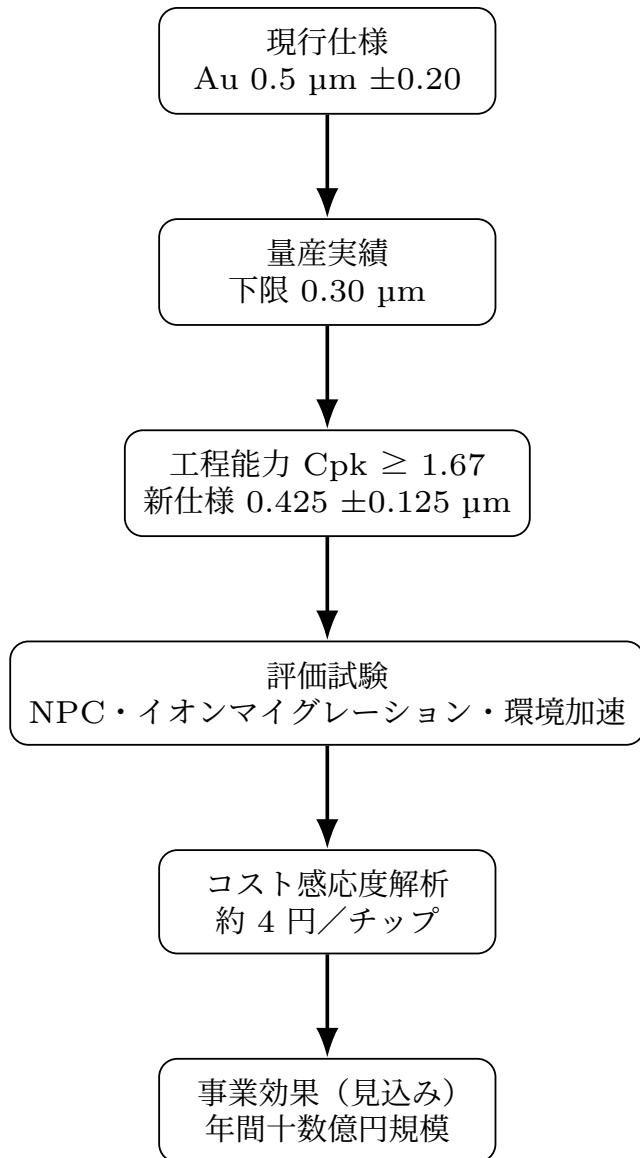 現行仕様
Au 0.5 µm ±0.20
量産実績
下限 0.30 µm
工程能力 Cpk ≥ 1.67
新仕様 0.425 ±0.125 µm
評価試験
NPC・イオンマイグレーション・環境加速
コスト感応度解析
約 4 円／チップ
事業効果（見込み）
年間十数億円規模